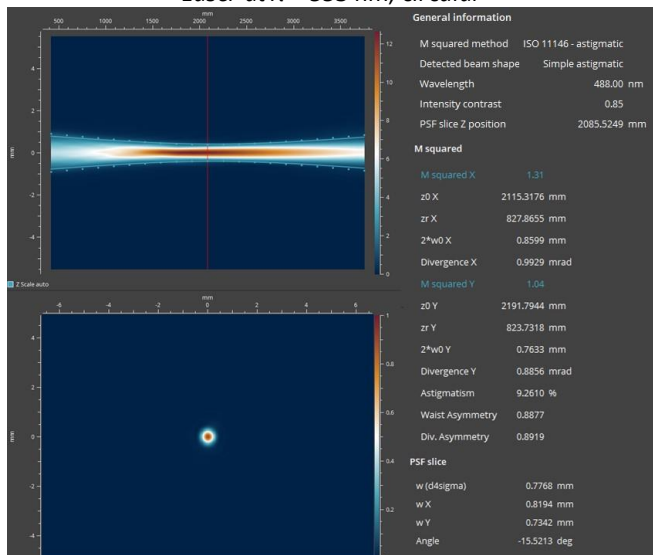 mm
500 1000 1500 2000 2500 3000 3500
4
2
0
-2
-4
mm
12
10
8
6
4
2
0
Z Scale auto
mm
-6 -4 -2 0 2 4 6
4
2
0
-2
-4
mm
1
0.8
0.6
0.4
0.2
General information
M squared method ISO 11146 - astigmatic
Detected beam shape Simple astigmatic
Wavelength 488.00 nm
Intensity contrast 0.85
PSF slice Z position 2085.5249 mm
M squared
M squared X 1.31
z0 X 2115.3176 mm
zr X 827.8655 mm
2*w0 X 0.8599 mm
Divergence X 0.9929 mrad
M squared Y 1.04
z0 Y 2191.7944 mm
zr Y 823.7318 mm
2*w0 Y 0.7633 mm
Divergence Y 0.8856 mrad
Astigmatism 9.2610 %
Waist Asymmetry 0.8877
Div. Asymmetry 0.8919
PSF slice
w (d4sigma) 0.7768 mm
w X 0.8194 mm
w Y 0.7342 mm
Angle -15.5213 deg